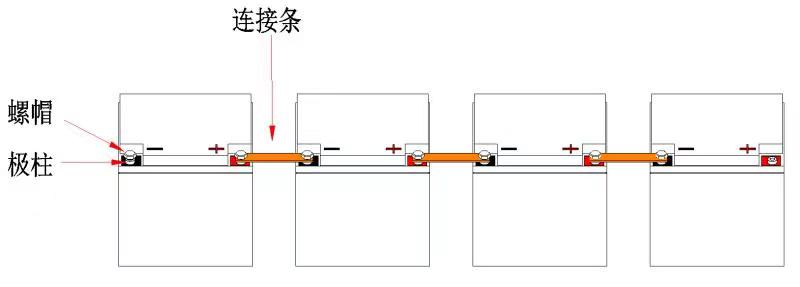 连接条
螺帽
极柱
- + - + - + - +